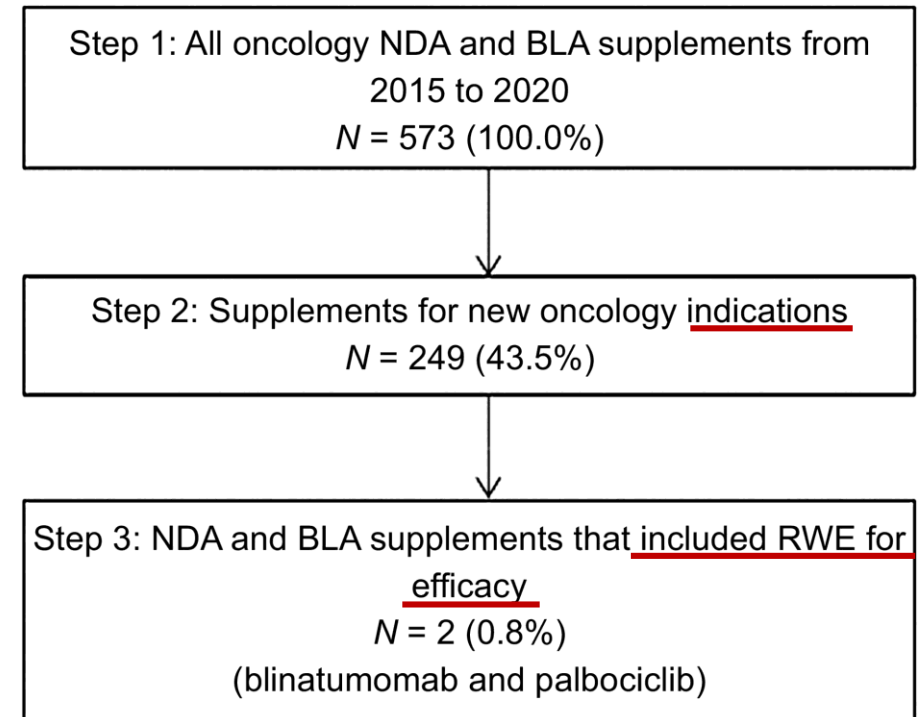 Step 1: All oncology NDA and BLA supplements from
2015 to 2020
N = 573 (100.0%)
Step 2: Supplements for new oncology indications
N = 249 (43.5%)
Step 3: NDA and BLA supplements that included RWE for
efficacy
N = 2 (0.8%)
(blinatumomab and palbociclib)